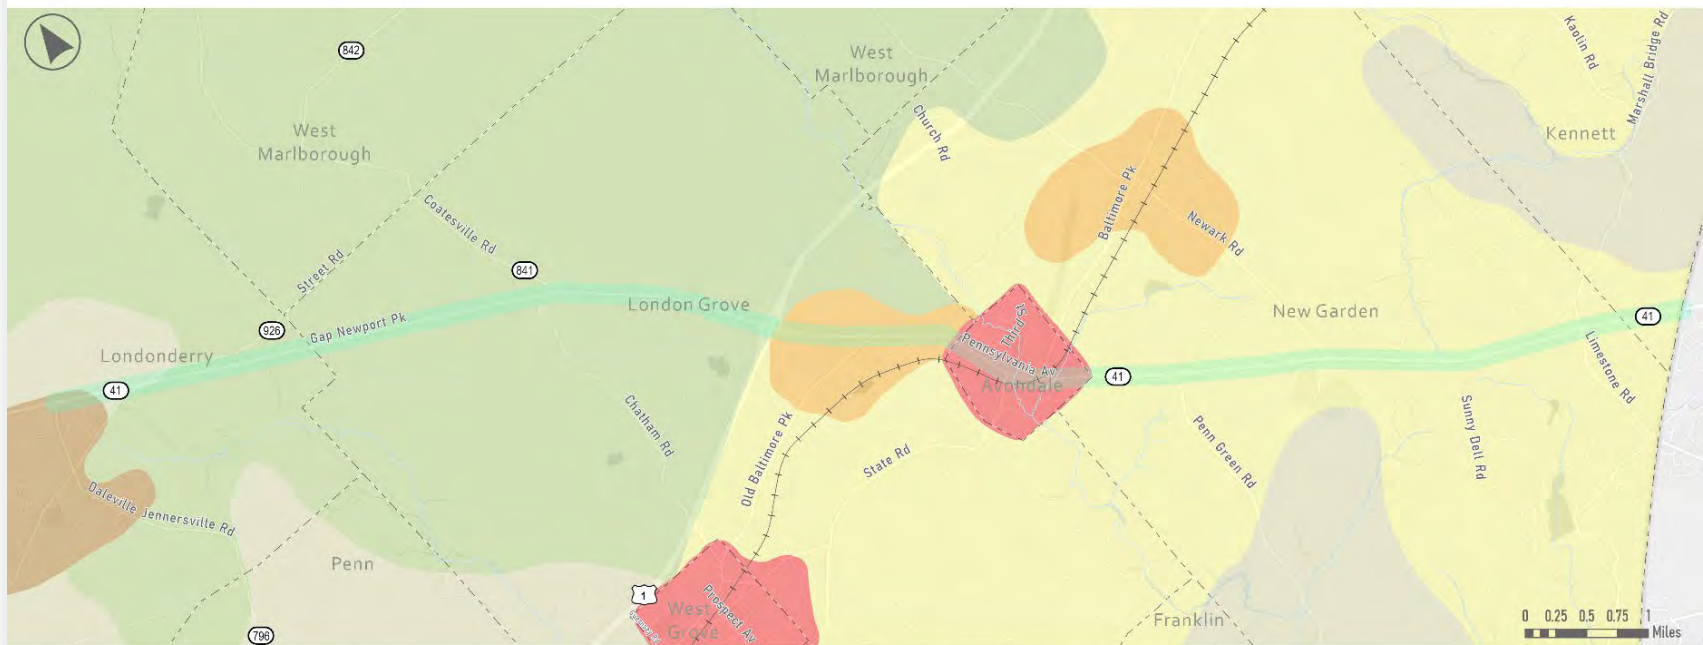 842
West
Marlborough
Kaolin Rd
Marshall Bridge Rd
West
Marlborough
Church Rd
Kennett
Baltimore Pk
Coatesville Rd
Newark Rd
Street Rd
841
London Grove
Third St
New Garden
41
926
Gap Newport Pk
Londonderry
Pennsylvania Av
Avondale
41
41
Limestone Rd
Chatham Rd
Old Baltimore Pk
State Rd
Penn Green Rd
Sunny Dell Rd
Daleville Jennersville Rd
Penn
1
Prospect Av
West
Grove
Franklin
796
0 0.25 0.5 0.75 1
Miles